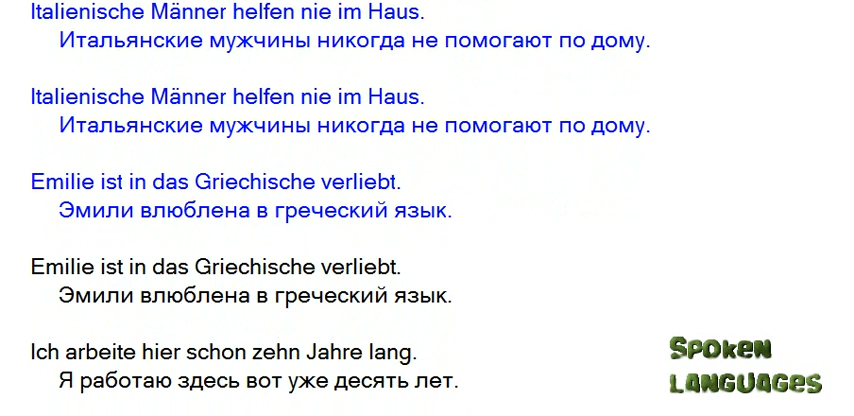 Italienische Männer helfen nie im Haus.
Итальянские мужчины никогда не помогают по дому.
Italienische Männer helfen nie im Haus.
Итальянские мужчины никогда не помогают по дому.
Emilie ist in das Griechische verliebt.
Эмили влюблена в греческий язык.
Emilie ist in das Griechische verliebt.
Эмили влюблена в греческий язык.
Ich arbeite hier schon zehn Jahre lang.
Я работаю здесь вот уже десять лет.
Spoken
Languages